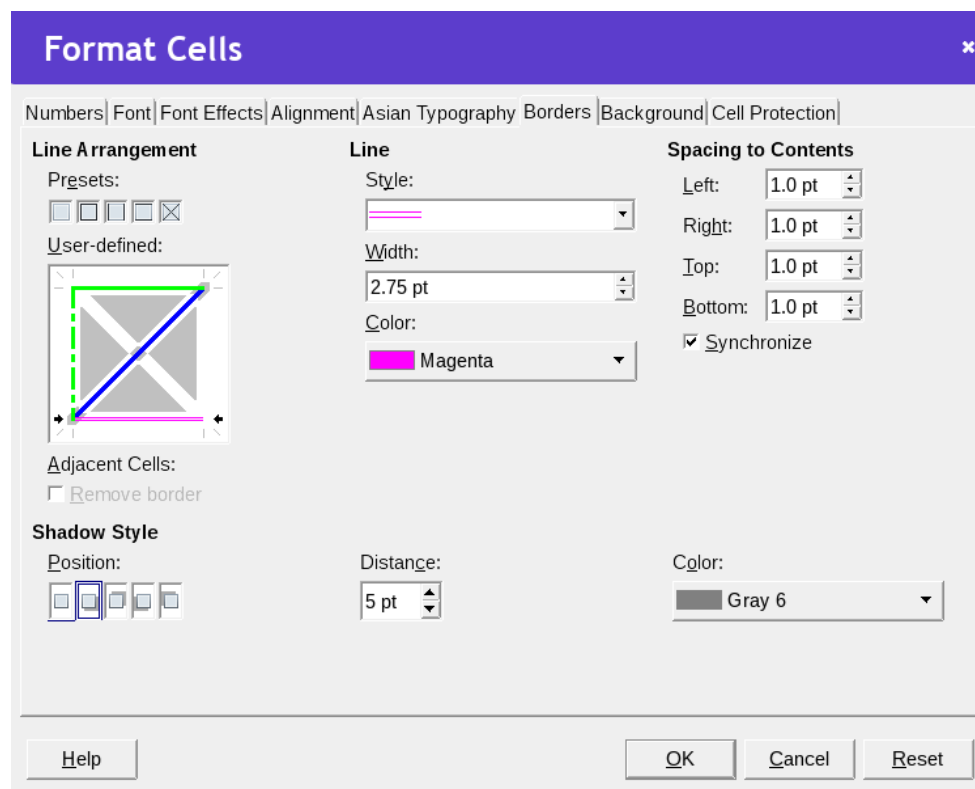 Format Cells
Numbers Font Font Effects Alignment Asian Typography Borders Background Cell Protection
Line Arrangement
Presets:
User-defined:
Adjacent Cells:
Remove border
Line
Style:
Width:
2.75 pt
Color:
Magenta
Spacing to Contents
Left: 1.0 pt
Right: 1.0 pt
Top: 1.0 pt
Bottom: 1.0 pt
Synchronize
Shadow Style
Position:
Distance:
5 pt
Color:
Gray 6
Help OK Cancel Reset